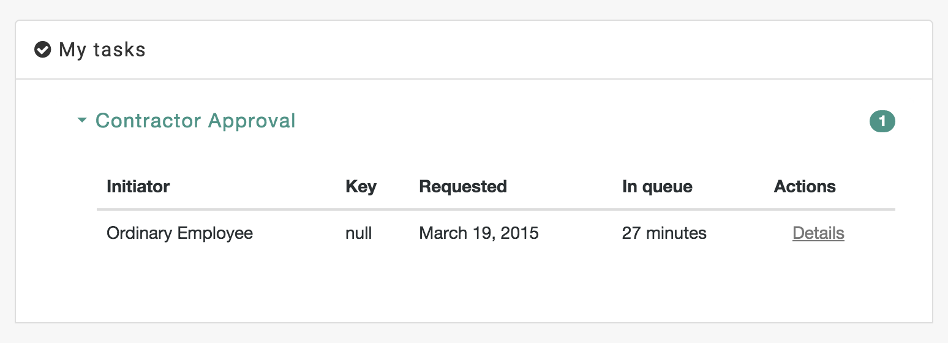 My tasks
Contractor Approval 1
Initiator Key Requested In queue Actions
Ordinary Employee null March 19, 2015 27 minutes Details